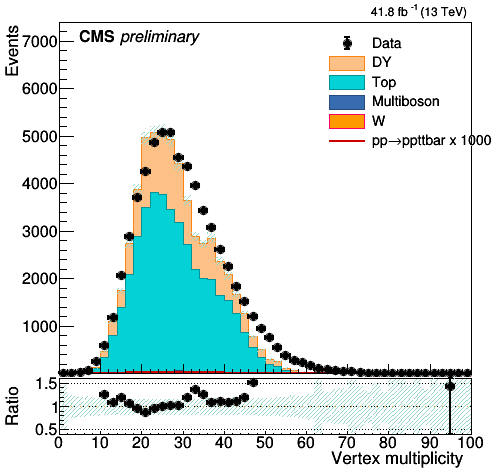 41.8 fb⁻¹ (13 TeV)
CMS preliminary
Events
7000
6000
5000
4000
3000
2000
1000
Data
DY
Top
Multiboson
W
pp→ppttbar x 1000
Ratio
1.5
1
0.5
0 10 20 30 40 50 60 70 80 90 100
Vertex multiplicity